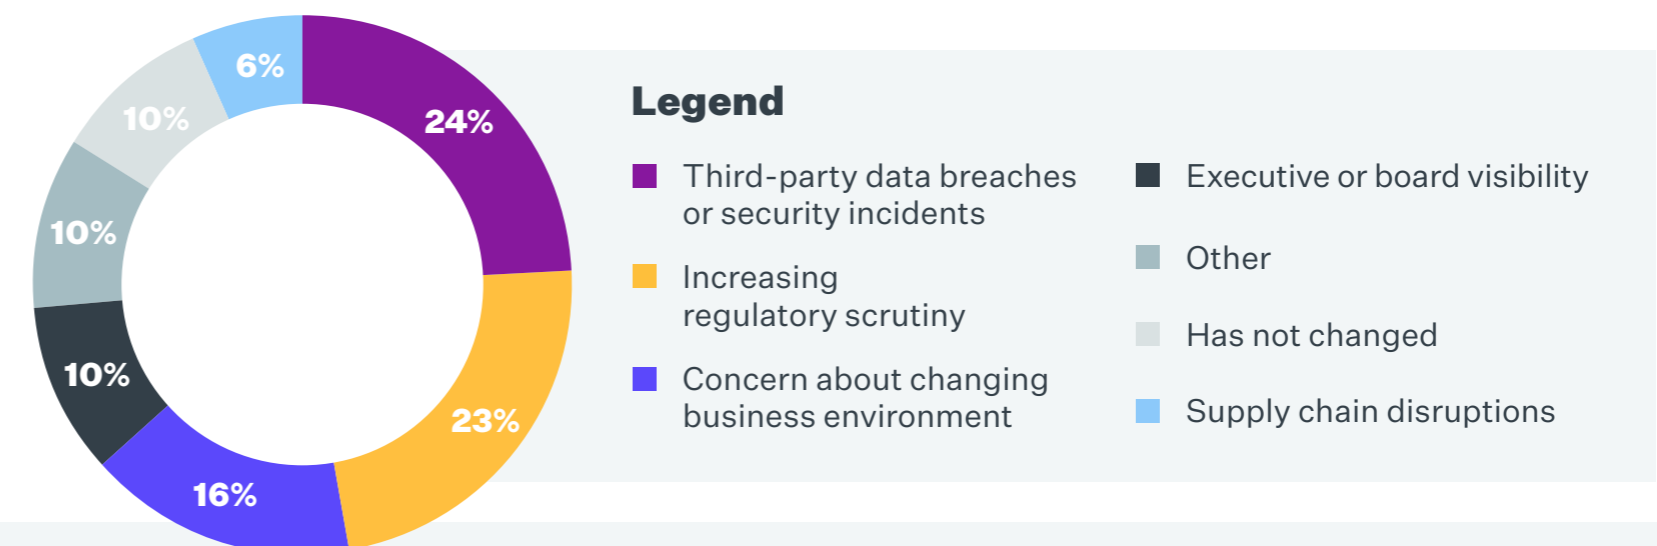 6%
24%
10%
10%
10%
23%
16%
Legend
Third-party data breaches
or security incidents
Increasing
regulatory scrutiny
Concern about changing
business environment
Executive or board visibility
Other
Has not changed
Supply chain disruptions